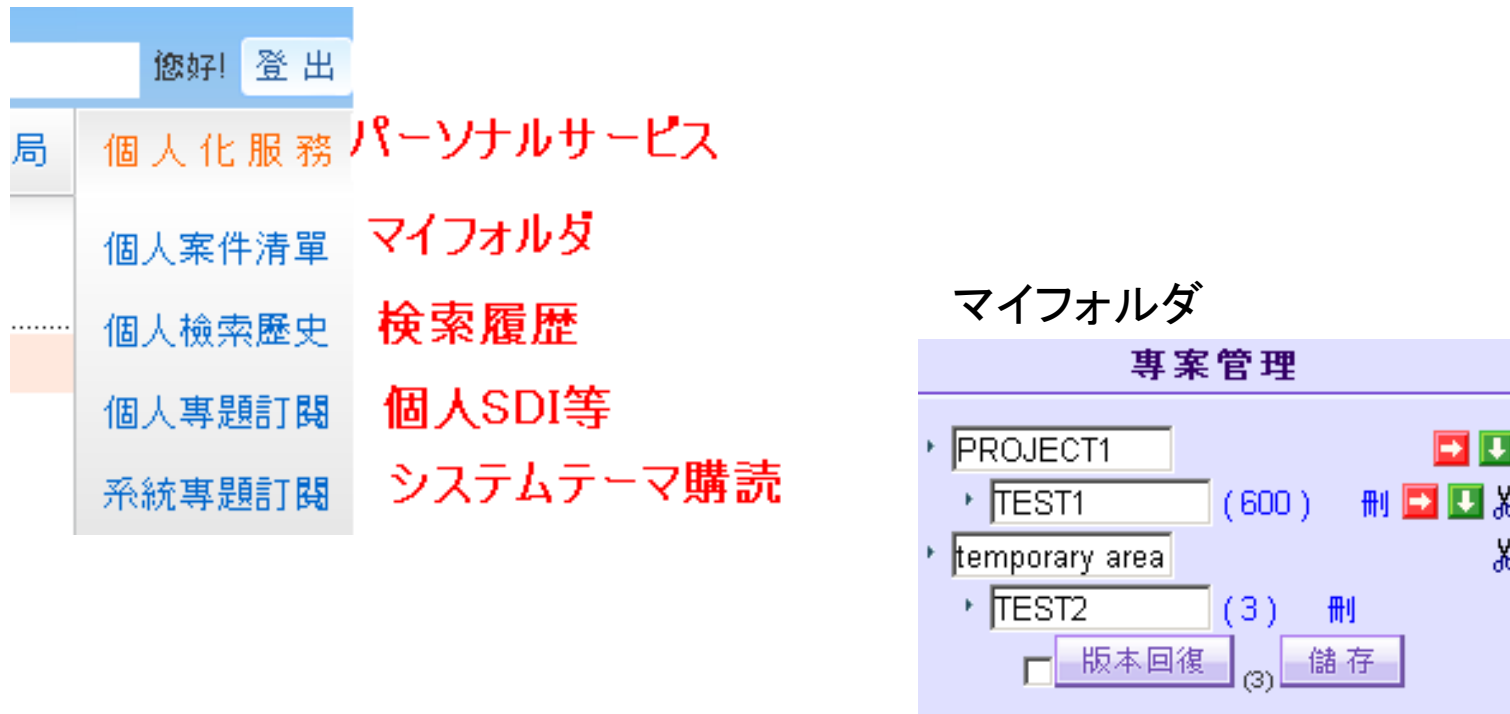 您好! 登出
局 個人化服務 パーソナルサービス
個人案件清單 マイフォルダ
個人檢索歷史 検索履歴
個人專題訂閱 個人SDI等
系統專題訂閱 システムテーマ購読
マイフォルダ
專案管理
PROJECT1
TEST1 (600) 刪
temporary area
TEST2 (3) 刪
版本回復 (3) 儲存